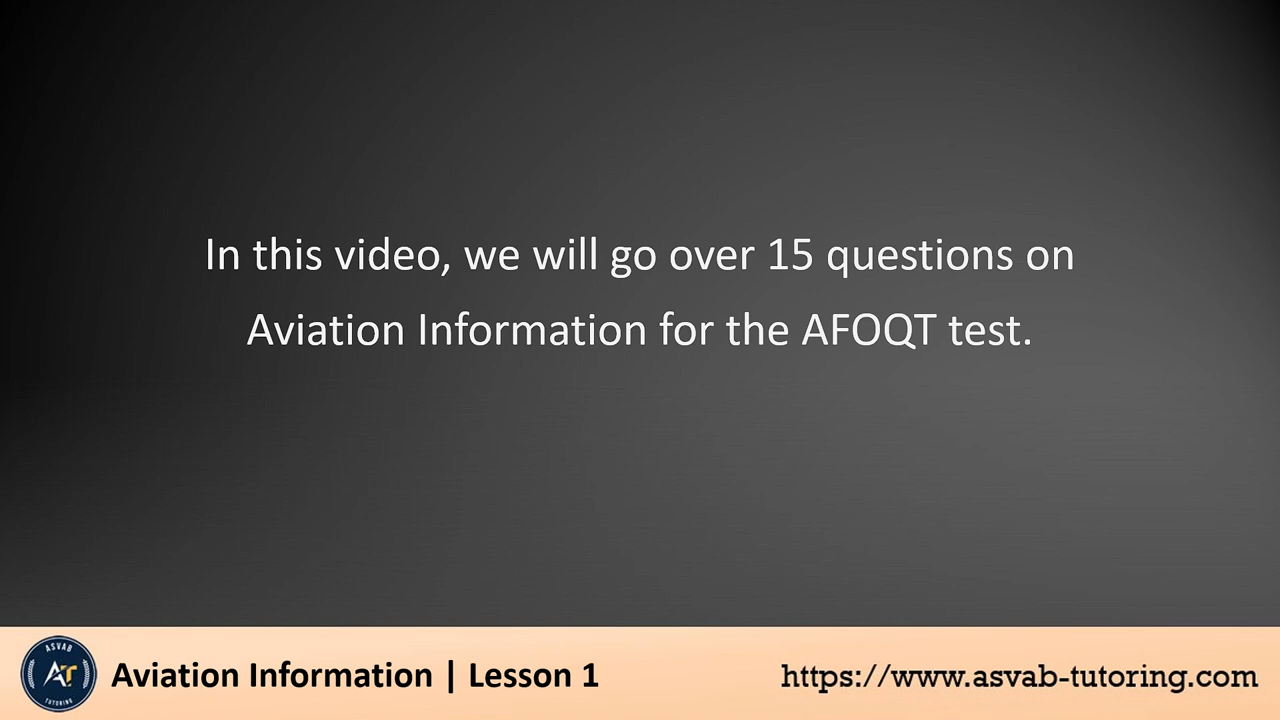 In this video, we will go over 15 questions on
Aviation Information for the AFOQT test.
ASVAB
AT
TUTORING
Aviation Information | Lesson 1
https://www.asvab-tutoring.com